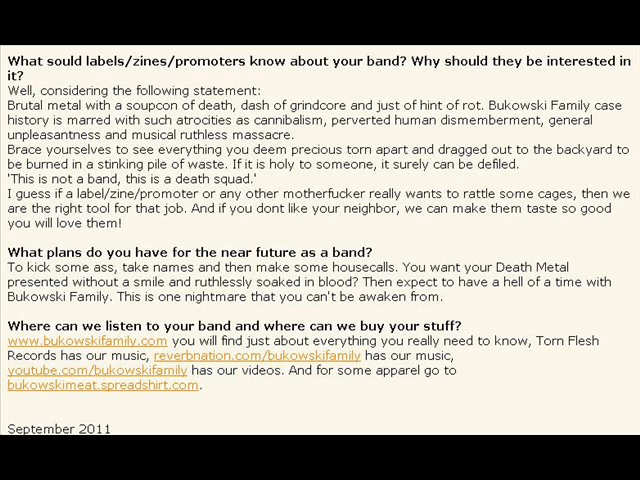 What sould labels/zines/promoters know about your band? Why should they be interested in
it?
Well, considering the following statement:
Brutal metal with a soupcon of death, dash of grindcore and just of hint of rot. Bukowski Family case
history is marred with such atrocities as cannibalism, perverted human dismemberment, general
unpleasantness and musical ruthless massacre.
Brace yourselves to see everything you deem precious torn apart and dragged out to the backyard to
be burned in a stinking pile of waste. If it is holy to someone, it surely can be defiled.
'This is not a band, this is a death squad.'
I guess if a label/zine/promoter or any other motherfucker really wants to rattle some cages, then we
are the right tool for that job. And if you dont like your neighbor, we can make them taste so good
you will love them!
What plans do you have for the near future as a band?
To kick some ass, take names and then make some housecalls. You want your Death Metal
presented without a smile and ruthlessly soaked in blood? Then expect to have a hell of a time with
Bukowski Family. This is one nightmare that you can't be awaken from.
Where can we listen to your band and where can we buy your stuff?
www.bukowskifamily.com you will find just about everything you really need to know, Torn Flesh
Records has our music, reverbnation.com/bukowskifamily has our music,
youtube.com/bukowskifamily has our videos. And for some apparel go to
bukowskimeat.spreadshirt.com.
September 2011